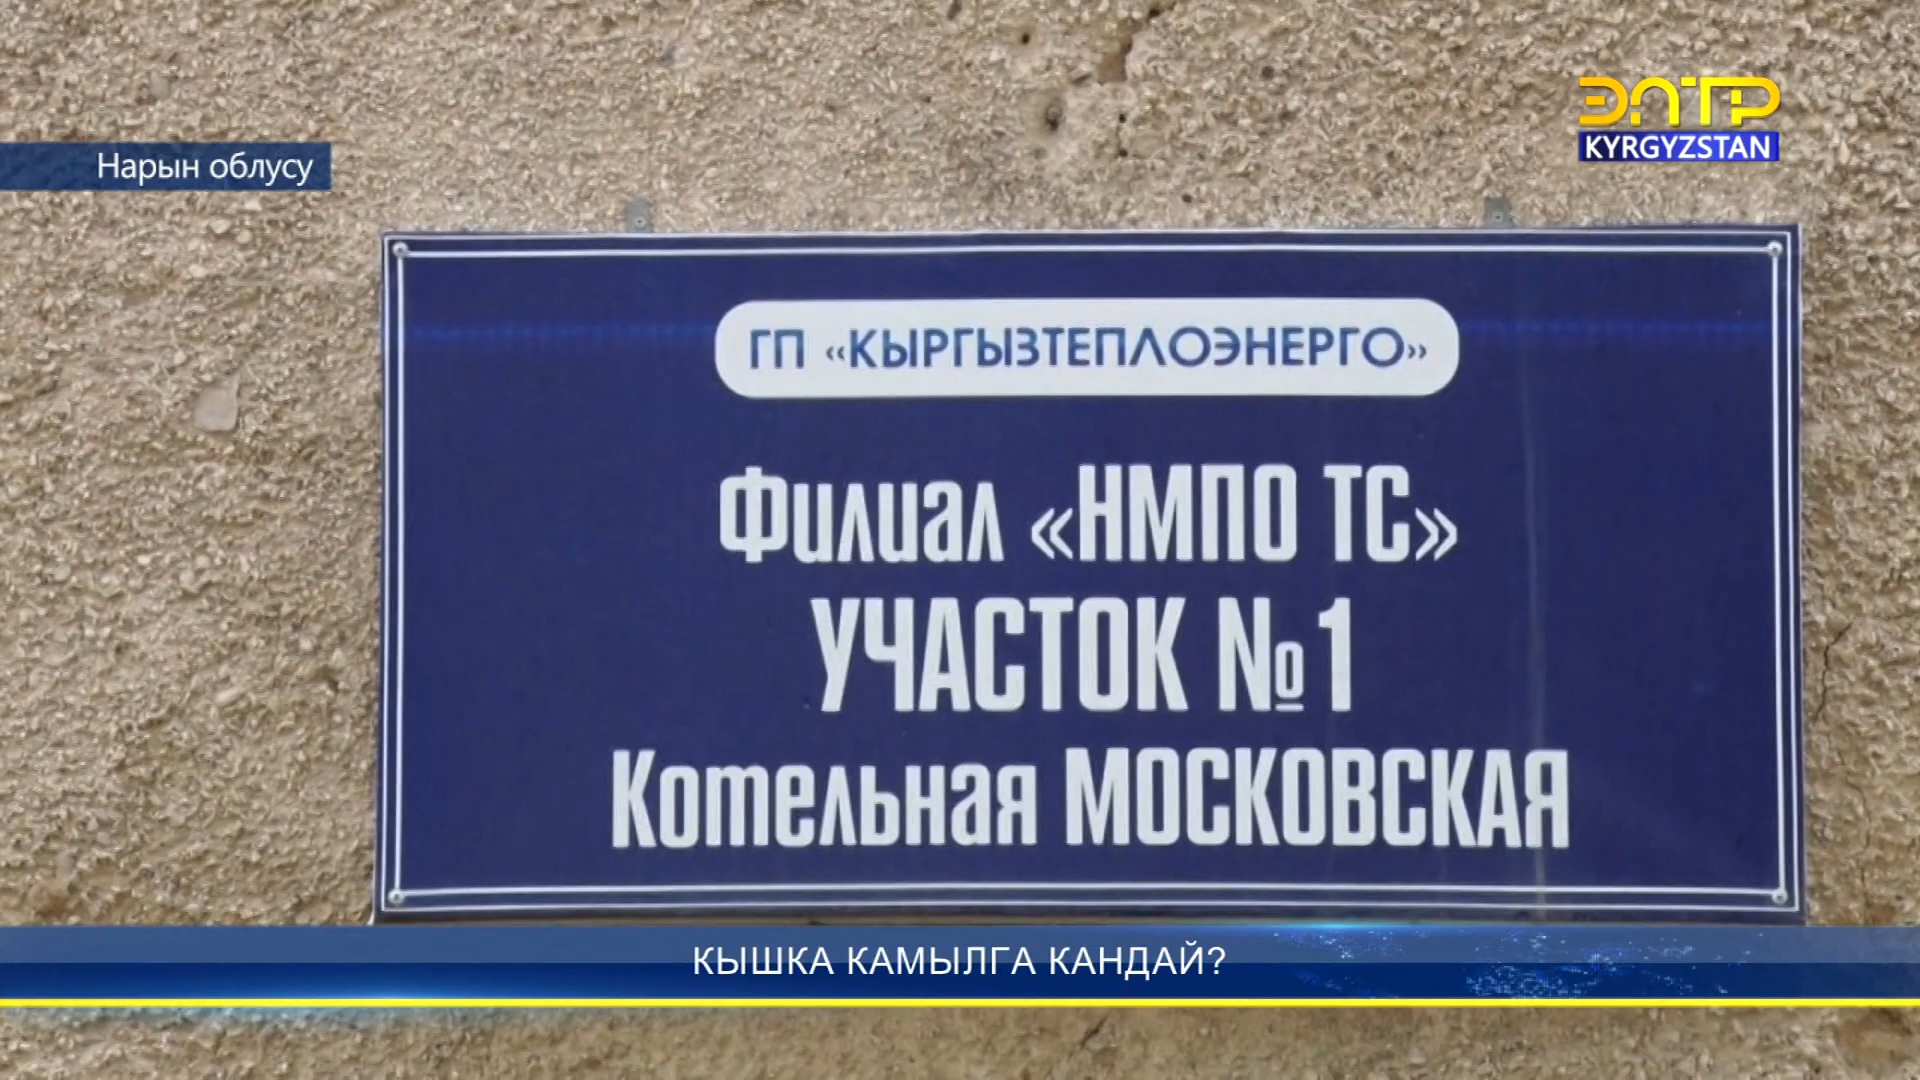 ЭЛТР
KYRGYZSTAN
Нарын облусу
ГП «КЫРГЫЗТЕПЛОЭНЕРГО»
Филиал «НМПО ТС»
УЧАСТОК №1
Котельная МОСКОВСКАЯ
КЫШКА КАМЫЛГА КАНДАЙ?